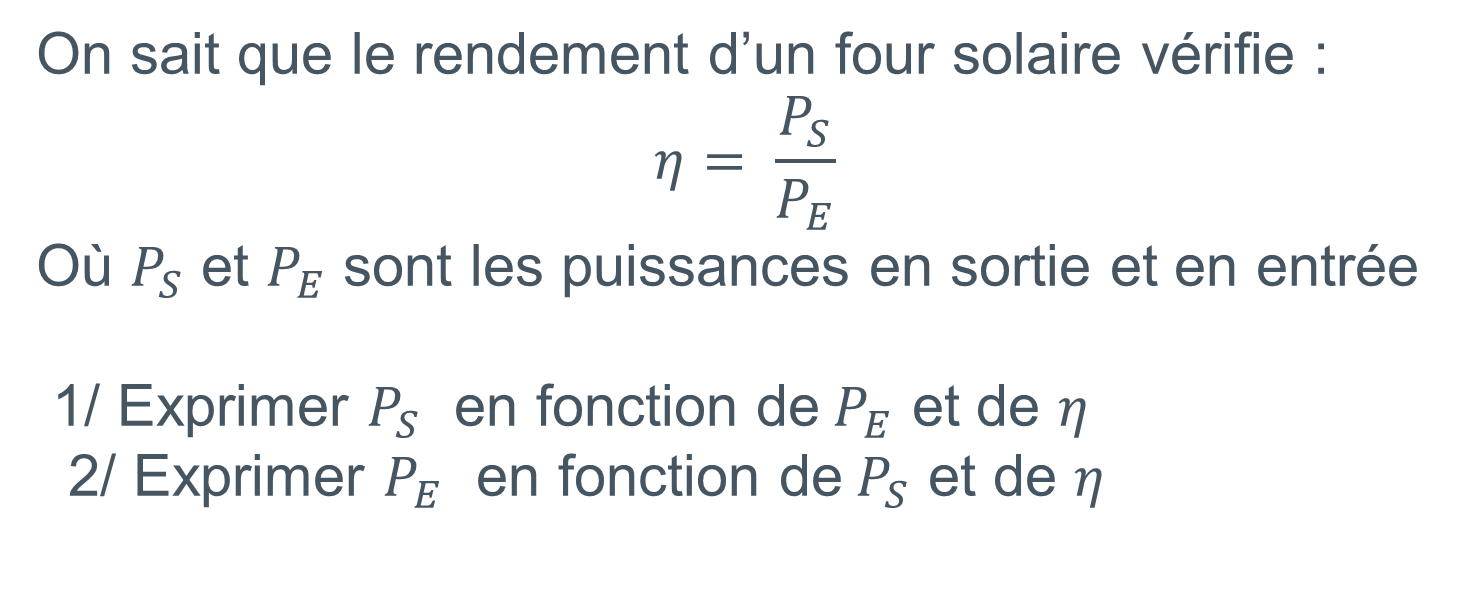 On sait que le rendement d’un four solaire vérifie :
η = P_S / P_E
Où P_S et P_E sont les puissances en sortie et en entrée
1/ Exprimer P_S en fonction de P_E et de η
2/ Exprimer P_E en fonction de P_S et de η